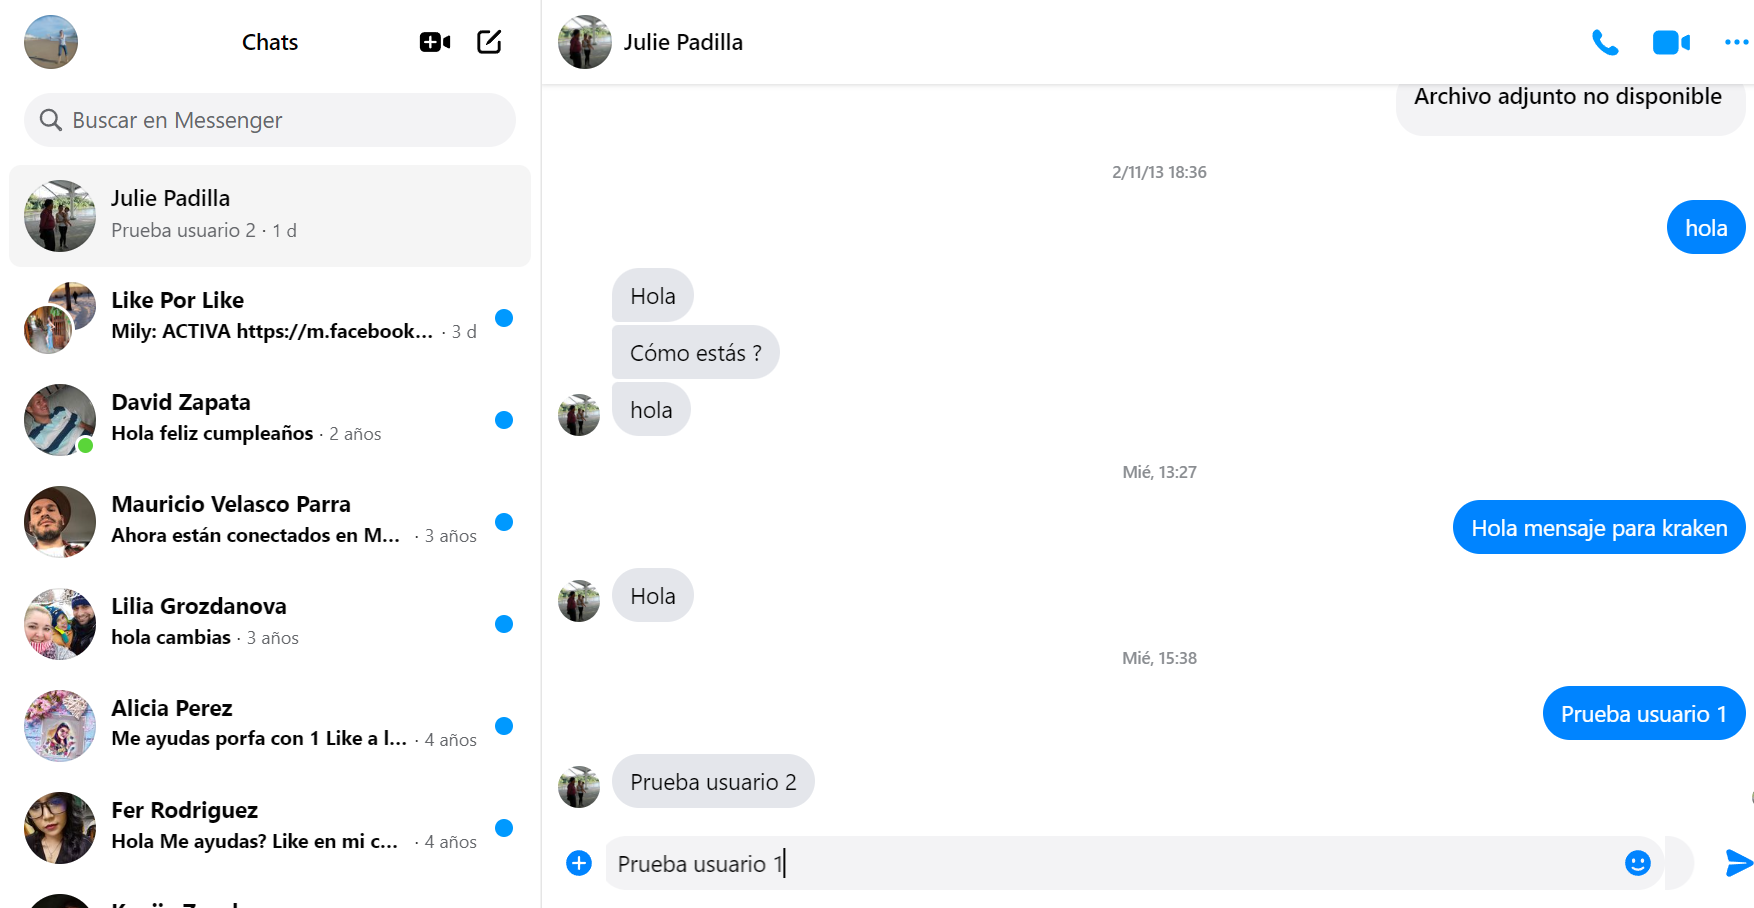 Chats
Buscar en Messenger
Julie Padilla
Prueba usuario 2 · 1 d
Like Por Like
Mily: ACTIVA https://m.facebook... · 3 d
David Zapata
Hola feliz cumpleaños · 2 años
Mauricio Velasco Parra
Ahora están conectados en M... · 3 años
Lilia Grozdanova
hola cambias · 3 años
Alicia Perez
Me ayudas porfa con 1 Like a l... · 4 años
Fer Rodriguez
Hola Me ayudas? Like en mi c... · 4 años
Julie Padilla
Archivo adjunto no disponible
2/11/13 18:36
hola
Hola
Cómo estás ?
hola
Mié, 13:27
Hola mensaje para kraken
Hola
Mié, 15:38
Prueba usuario 1
Prueba usuario 2
Prueba usuario 1